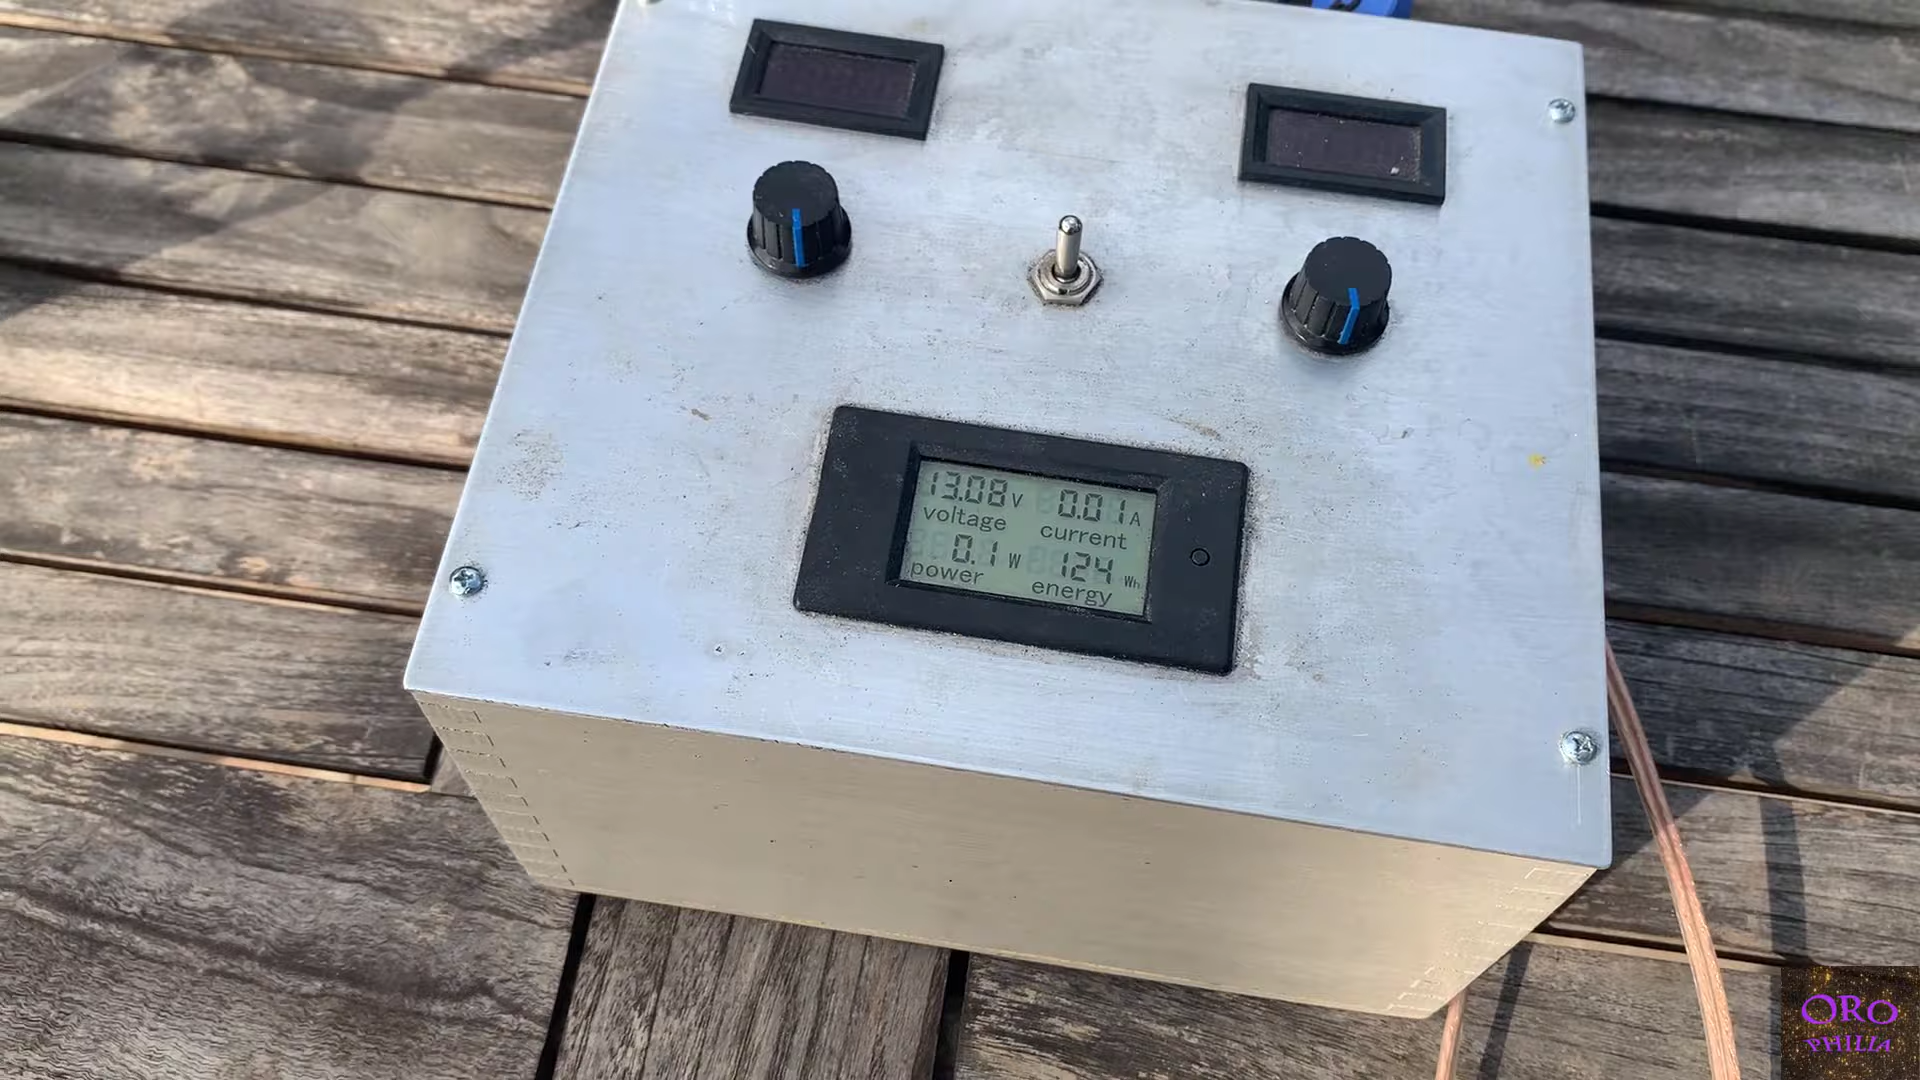 13.08 V 0.01 A
voltage current
0.1 W 124 Wh
power energy
ORO
PHILIA